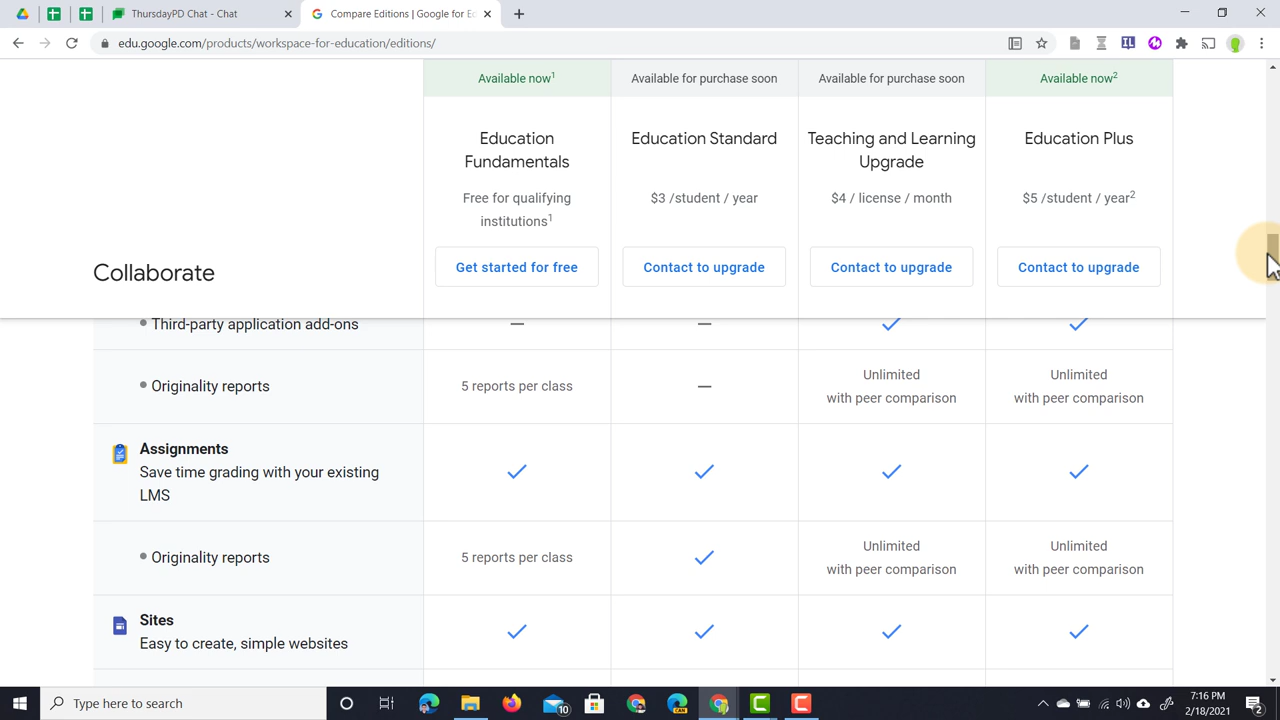 ThursdayPD Chat - Chat
Compare Editions | Google for E
edu.google.com/products/workspace-for-education/editions/
IL
Available now1
Available for purchase soon
Available for purchase soon
Available now2
Education
Fundamentals
Education Standard
Teaching and Learning
Upgrade
Education Plus
Free for qualifying
institutions1
$3 /student / year
$4 / license / month
$5 /student / year2
Collaborate
Get started for free
Contact to upgrade
Contact to upgrade
Contact to upgrade
Third-party application add-ons
Originality reports
5 reports per class
Unlimited
with peer comparison
Unlimited
with peer comparison
Assignments
Save time grading with your existing
LMS
Originality reports
5 reports per class
Unlimited
with peer comparison
Unlimited
with peer comparison
Sites
Easy to create, simple websites
Type here to search
10
CAN
7:16 PM
2/18/2021
2